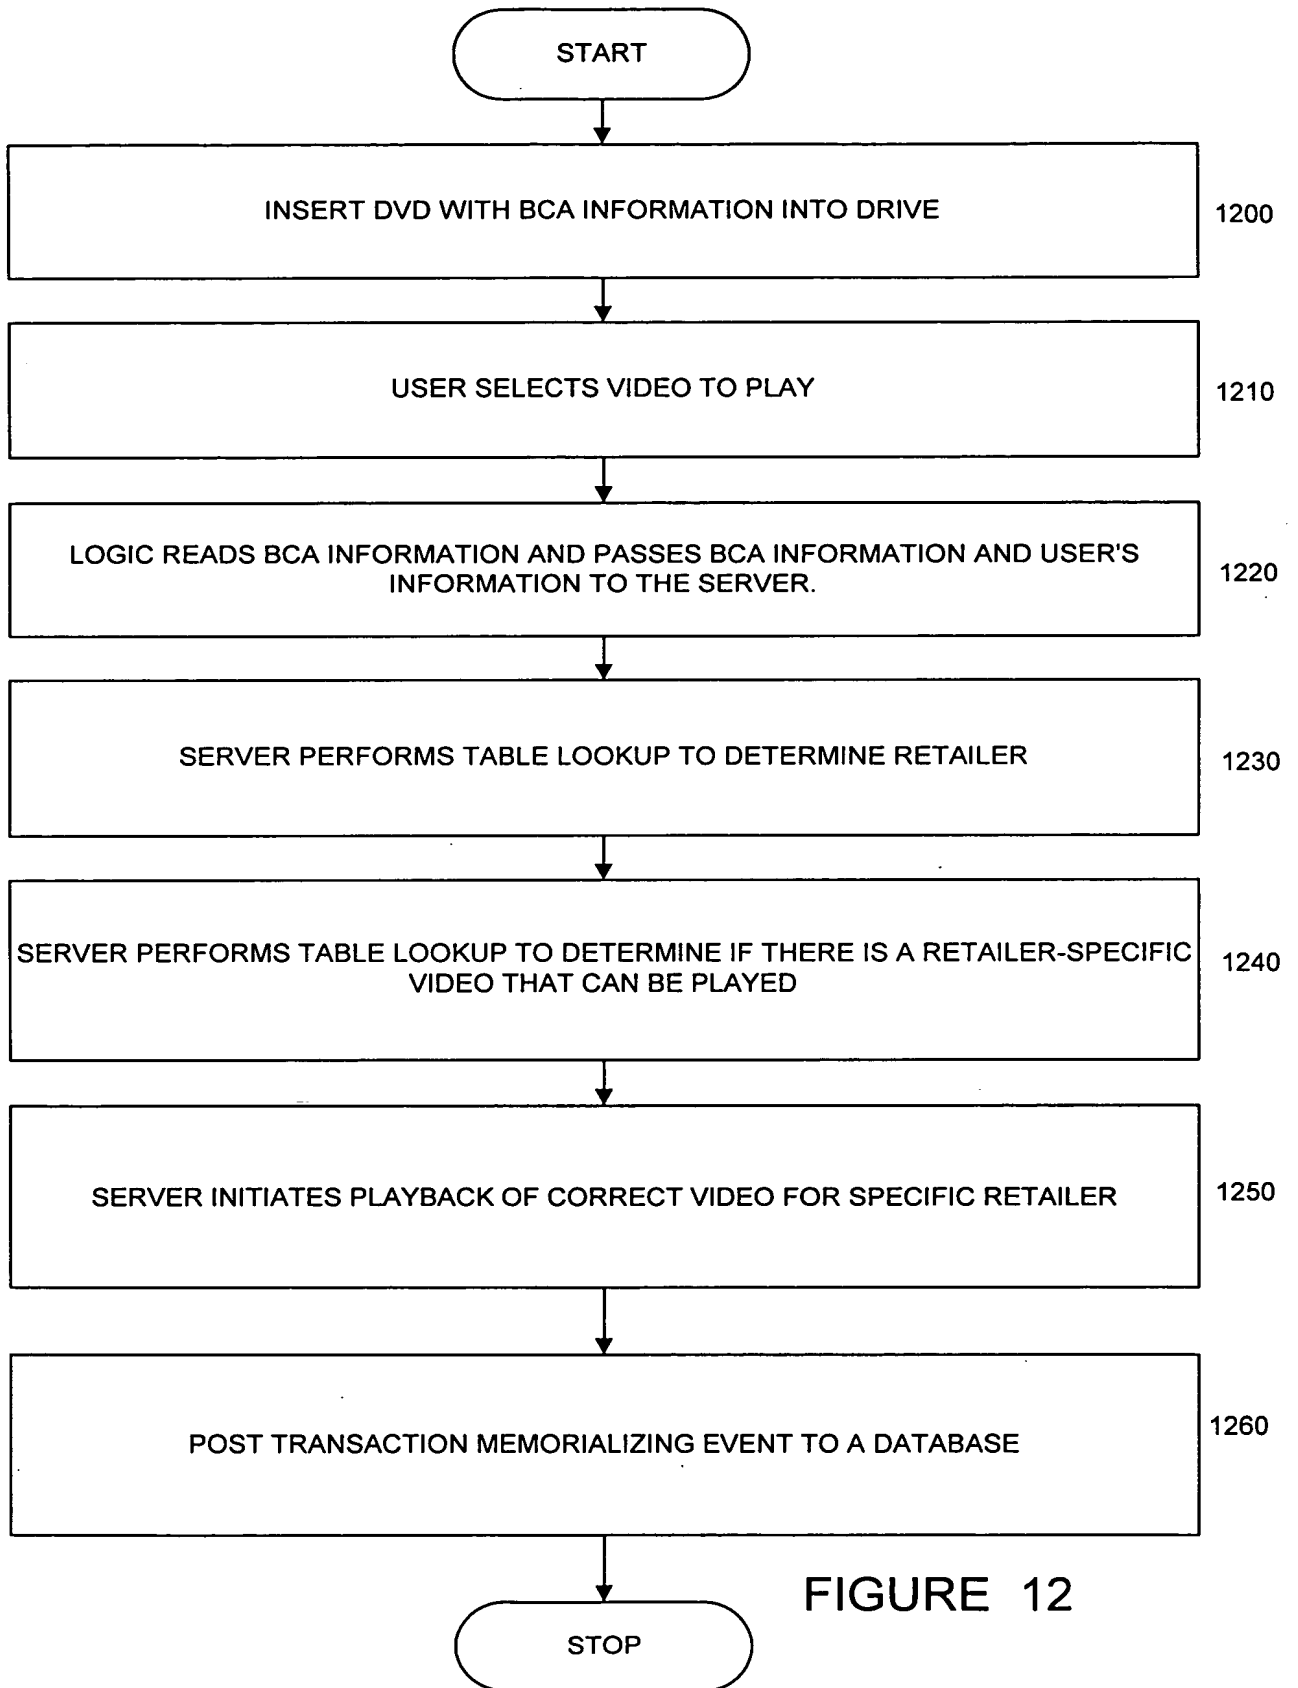 START
INSERT DVD WITH BCA INFORMATION INTO DRIVE
1200
USER SELECTS VIDEO TO PLAY
1210
LOGIC READS BCA INFORMATION AND PASSES BCA INFORMATION AND USER'S
INFORMATION TO THE SERVER.
1220
SERVER PERFORMS TABLE LOOKUP TO DETERMINE RETAILER
1230
SERVER PERFORMS TABLE LOOKUP TO DETERMINE IF THERE IS A RETAILER-SPECIFIC
VIDEO THAT CAN BE PLAYED
1240
SERVER INITIATES PLAYBACK OF CORRECT VIDEO FOR SPECIFIC RETAILER
1250
POST TRANSACTION MEMORIALIZING EVENT TO A DATABASE
1260
FIGURE 12
STOP